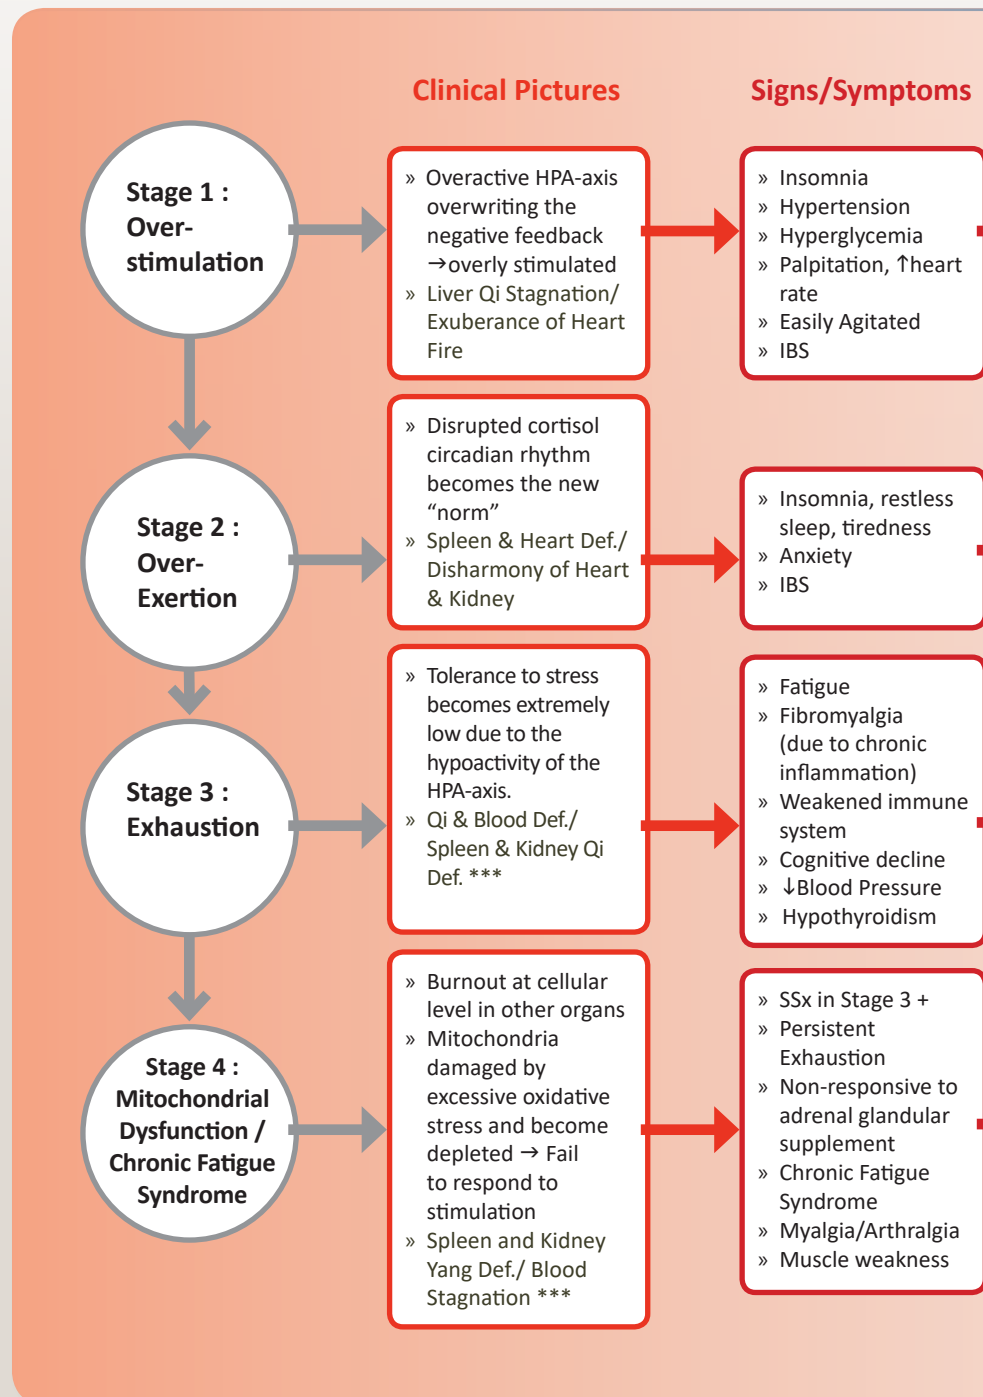 Clinical Pictures
Signs/Symptoms
Stage 1 :
Over-
stimulation
» Overactive HPA-axis
overwriting the
negative feedback
→overly stimulated
» Liver Qi Stagnation/
Exuberance of Heart
Fire
» Insomnia
» Hypertension
» Hyperglycemia
» Palpitation, ↑heart
rate
» Easily Agitated
» IBS
Stage 2 :
Over-
Exertion
» Disrupted cortisol
circadian rhythm
becomes the new
“norm”
» Spleen & Heart Def./
Disharmony of Heart
& Kidney
» Insomnia, restless
sleep, tiredness
» Anxiety
» IBS
Stage 3 :
Exhaustion
» Tolerance to stress
becomes extremely
low due to the
hypoactivity of the
HPA-axis.
» Qi & Blood Def./
Spleen & Kidney Qi
Def. ***
» Fatigue
» Fibromyalgia
(due to chronic
inflammation)
» Weakened immune
system
» Cognitive decline
» ↓Blood Pressure
» Hypothyroidism
Stage 4 :
Mitochondrial
Dysfunction /
Chronic Fatigue
Syndrome
» Burnout at cellular
level in other organs
» Mitochondria
damaged by
excessive oxidative
stress and become
depleted → Fail
to respond to
stimulation
» Spleen and Kidney
Yang Def./ Blood
Stagnation ***
» SSx in Stage 3 +
» Persistent
Exhaustion
» Non-responsive to
adrenal glandular
supplement
» Chronic Fatigue
Syndrome
» Myalgia/Arthralgia
» Muscle weakness